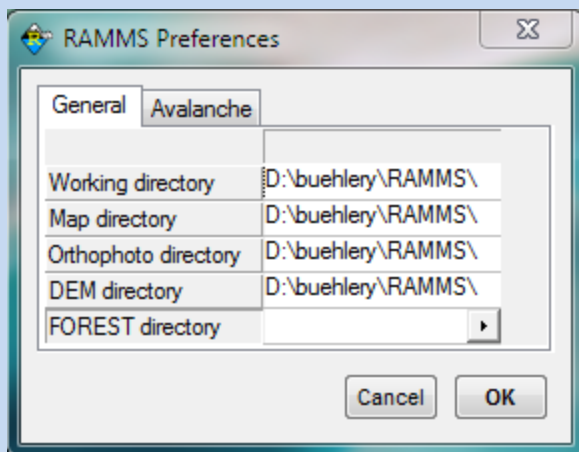 RAMMS Preferences
General Avalanche
Working directory D:\buehlery\RAMMS\
Map directory D:\buehlery\RAMMS\
Orthophoto directory D:\buehlery\RAMMS\
DEM directory D:\buehlery\RAMMS\
FOREST directory
Cancel OK